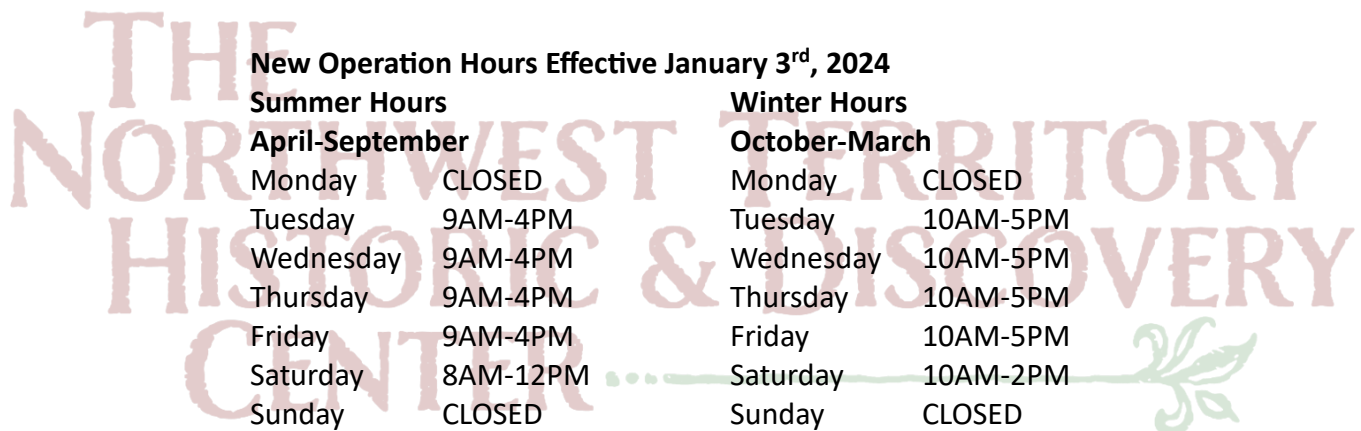 THE
NORTHWEST TERRITORY
HISTORIC & DISCOVERY
CENTER
New Operation Hours Effective January 3rd, 2024
Summer Hours Winter Hours
April-September October-March
Monday CLOSED Monday CLOSED
Tuesday 9AM-4PM Tuesday 10AM-5PM
Wednesday 9AM-4PM Wednesday 10AM-5PM
Thursday 9AM-4PM Thursday 10AM-5PM
Friday 9AM-4PM Friday 10AM-5PM
Saturday 8AM-12PM Saturday 10AM-2PM
Sunday CLOSED Sunday CLOSED